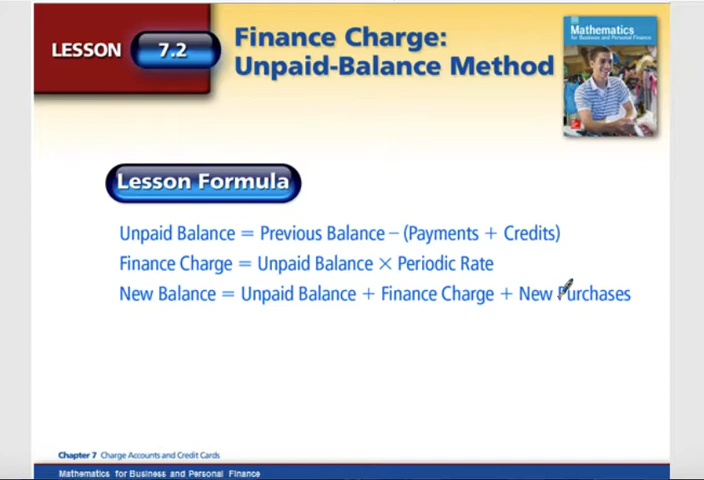 LESSON 7.2
Finance Charge:
Unpaid-Balance Method
Mathematics
for Business and Personal Finance
Lesson Formula
Unpaid Balance = Previous Balance – (Payments + Credits)
Finance Charge = Unpaid Balance × Periodic Rate
New Balance = Unpaid Balance + Finance Charge + New Purchases
Chapter 7 Charge Accounts and Credit Cards
Mathematics for Business and Personal Finance